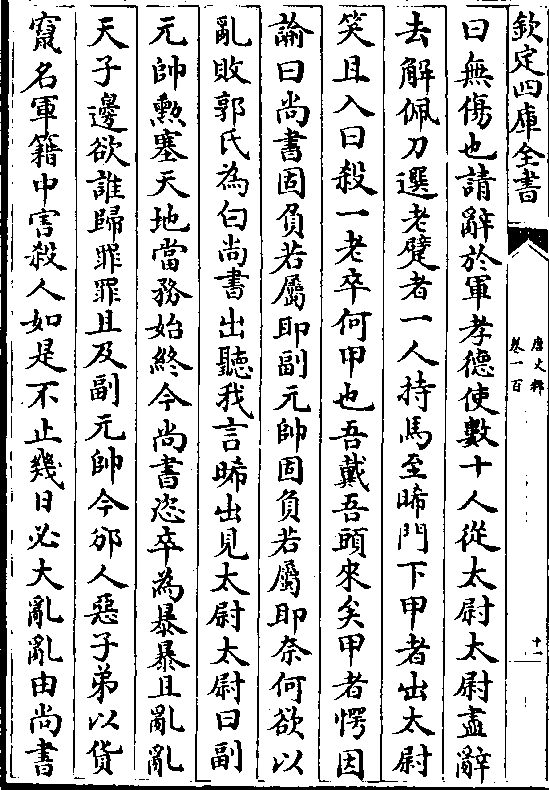 欽定四庫全書
唐文粹
卷一百
十一
曰無傷也請辭於軍孝德使數十人從太尉太尉盡辭
去解佩刀選老躄者一人持馬至晞門下甲者出太尉
笑且入曰殺一老卒何甲也吾戴吾頭來矣甲者愕因
諭曰尚書固負若屬耶副元帥固負若屬耶奈何欲以
亂敗郭氏為白尚書出聽我言晞出見太尉太尉曰副
元帥勲塞天地當務始終今尚書恣卒為暴暴且亂亂
天子邊欲誰歸罪罪且及副元帥今邠人惡子弟以貨
竄名軍籍中害殺人如是不止幾日必大亂亂由尚書